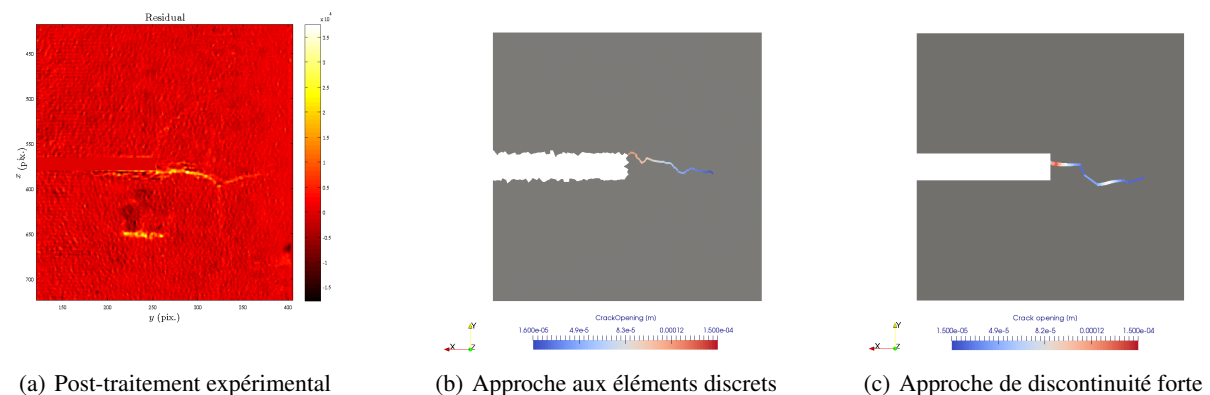 Residual
x 10⁴
450
500
550
600
650
700
x (pix.)
150
200
250
300
350
400
y (pix.)
3.5
3
2.5
2
1.5
1
0.5
0
-0.5
-1
-1.5
CrackOpening (m)
1.600e-05
4.9e-5
8.3e-5
0.00012
1.500e-04
Y
X
Z
Crack opening (m)
1.500e-05
4.9e-5
8.2e-5
0.00012
1.500e-04
Y
X
Z
(a) Post-traitement expérimental
(b) Approche aux éléments discrets
(c) Approche de discontinuité forte